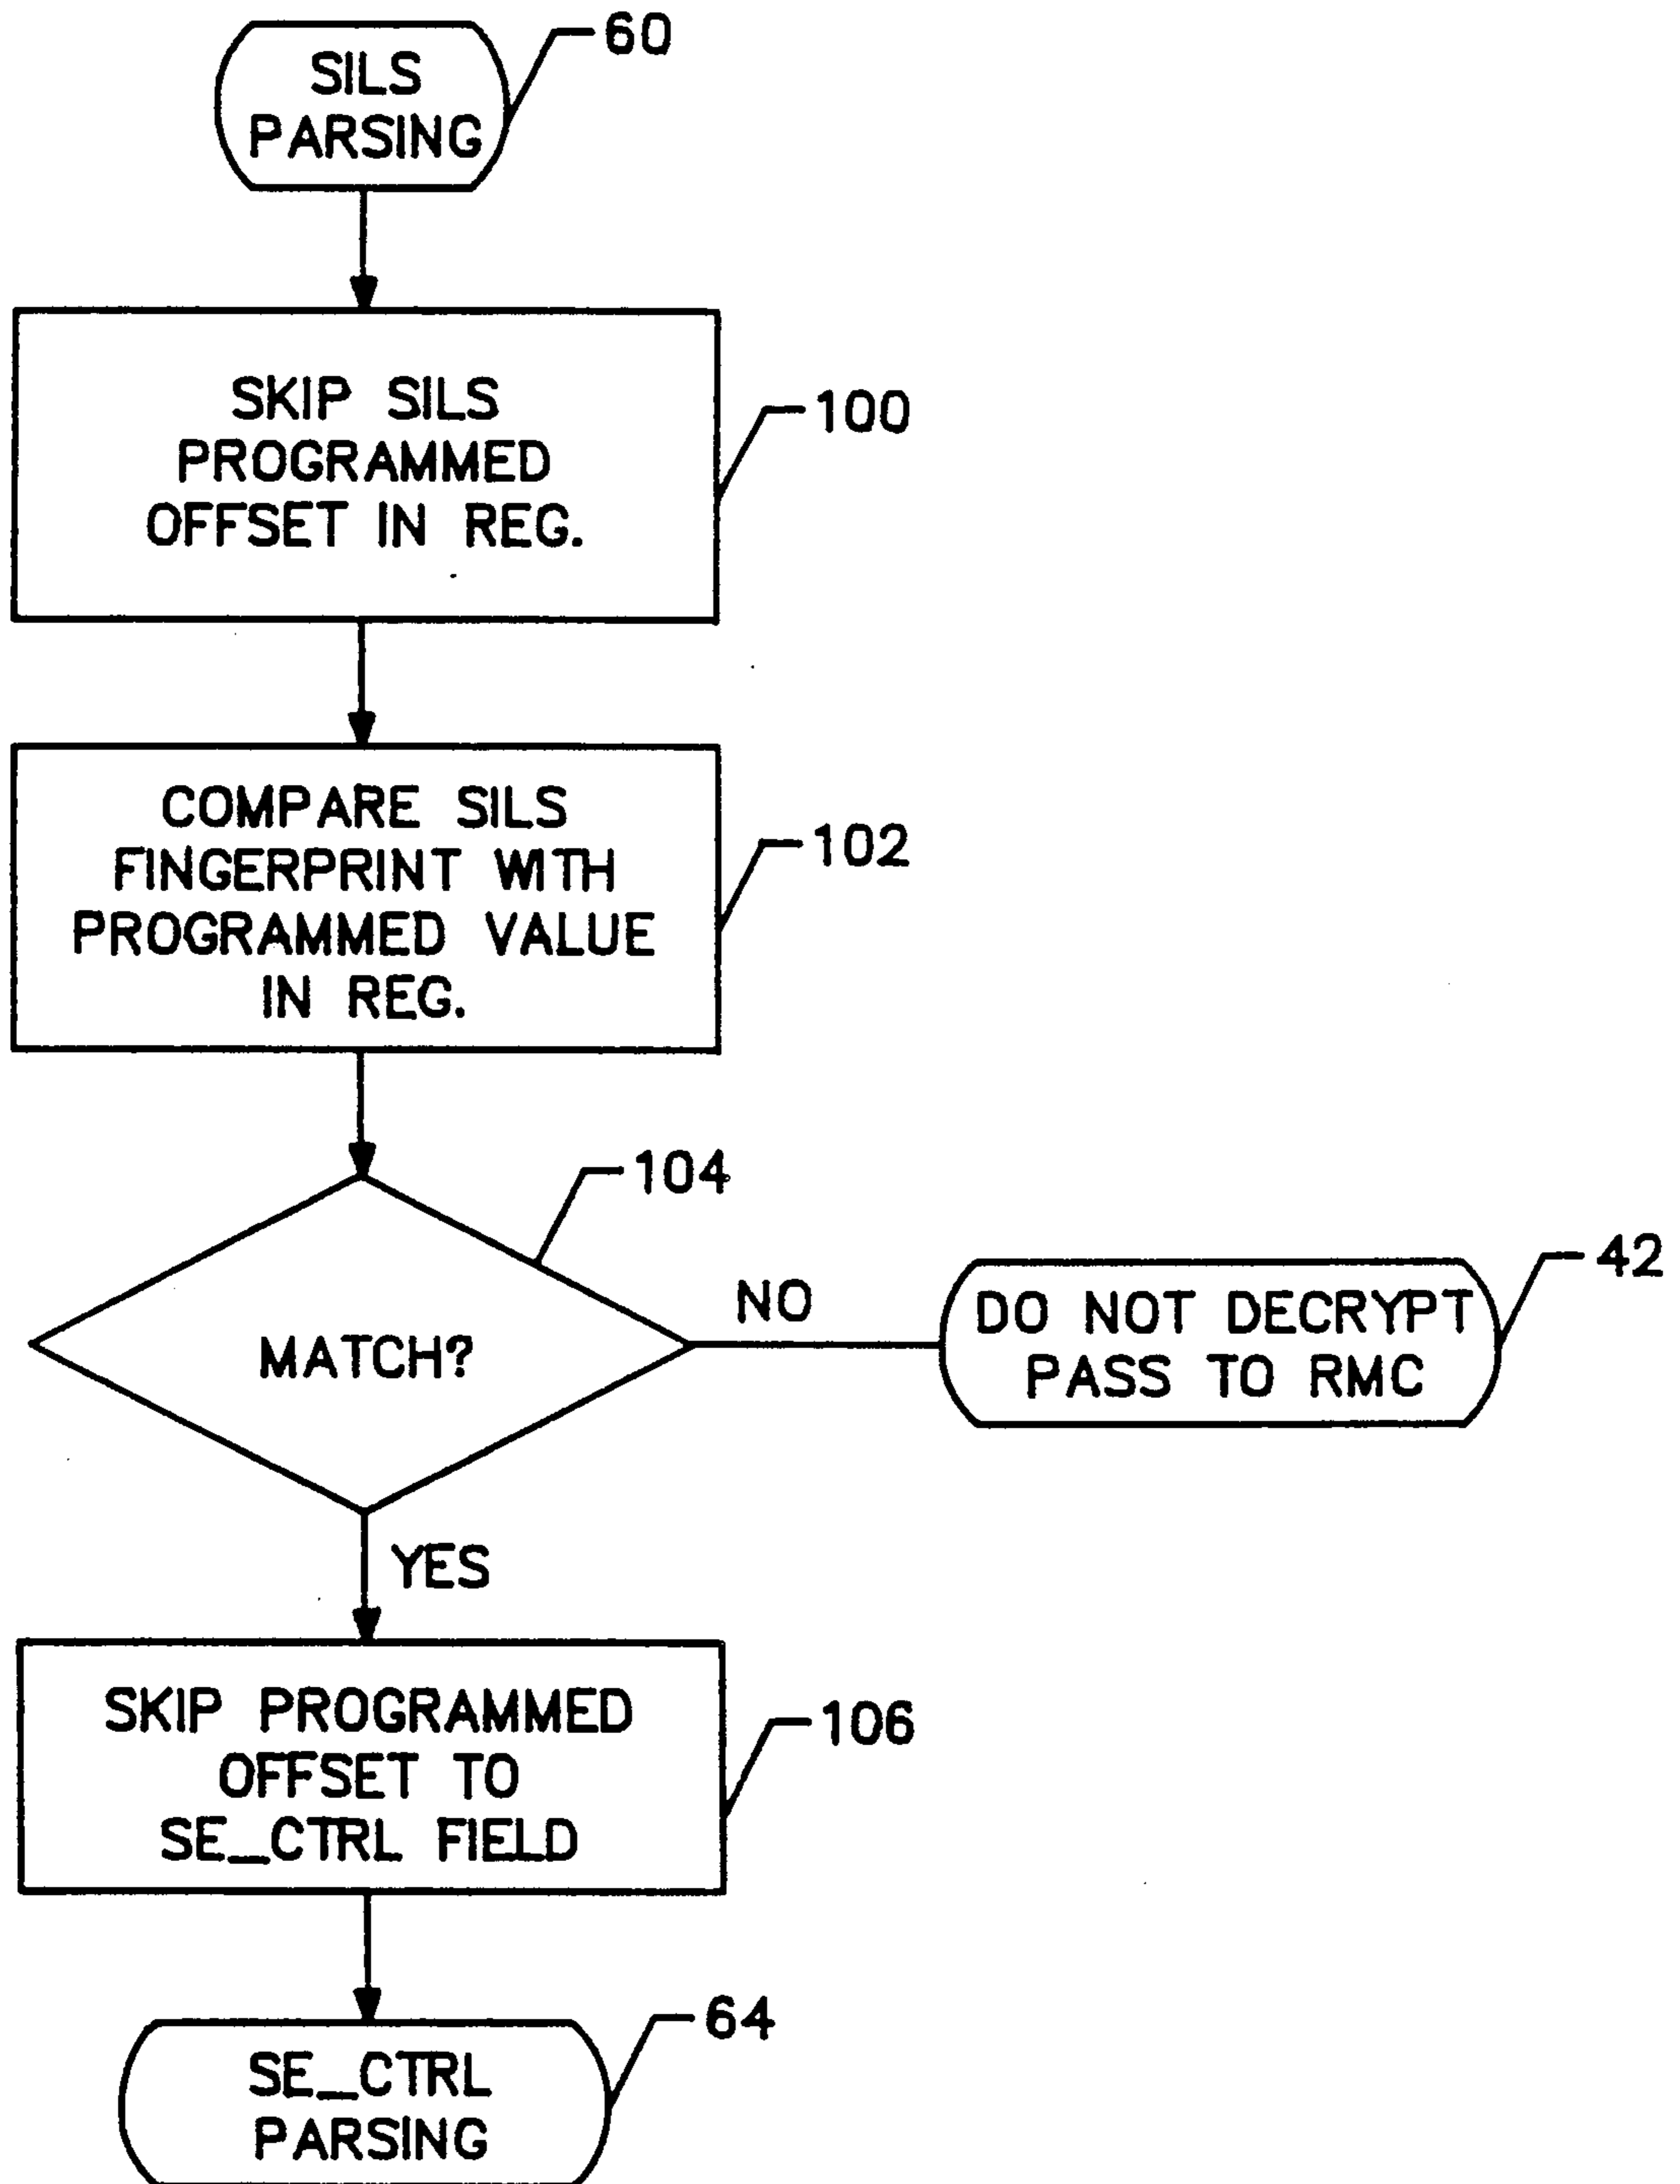 SILS
PARSING
60
SKIP SILS
PROGRAMMED
OFFSET IN REG.
100
COMPARE SILS
FINGERPRINT WITH
PROGRAMMED VALUE
IN REG.
102
MATCH?
104
NO
DO NOT DECRYPT
PASS TO RMC
42
YES
SKIP PROGRAMMED
OFFSET TO
SE_CTRL FIELD
106
SE_CTRL
PARSING
64